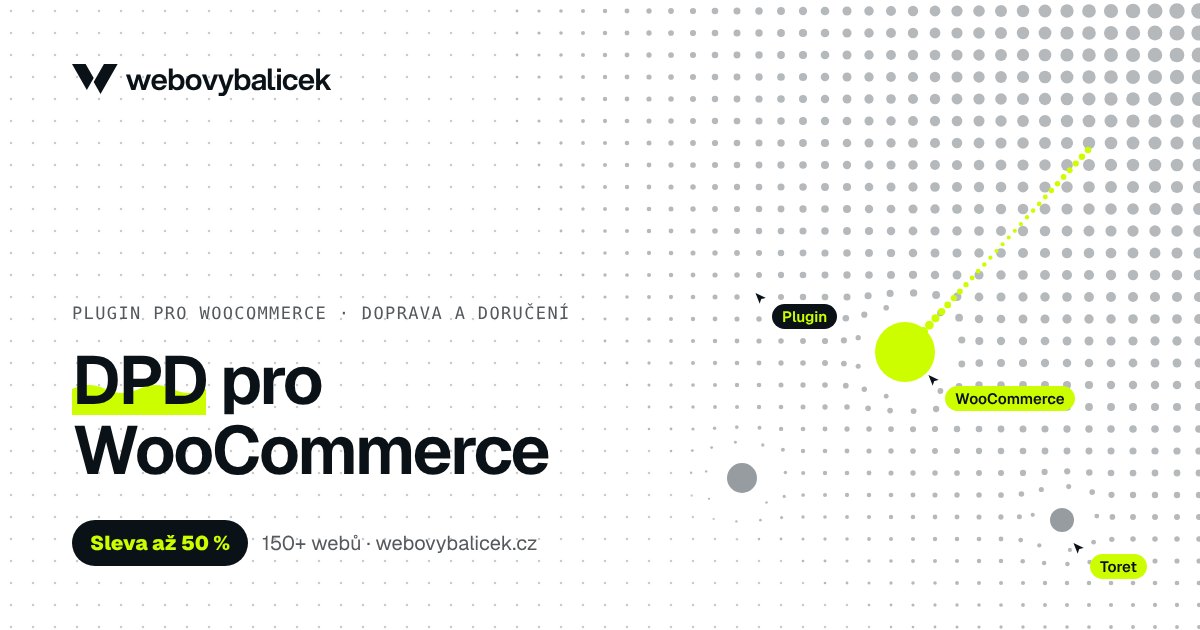 webovybalicek
PLUGIN PRO WOOCOMMERCE · DOPRAVA A DORUČENÍ
DPD pro
WooCommerce
Sleva až 50 %
150+ webů · webovybalicek.cz
Plugin
WooCommerce
Toret